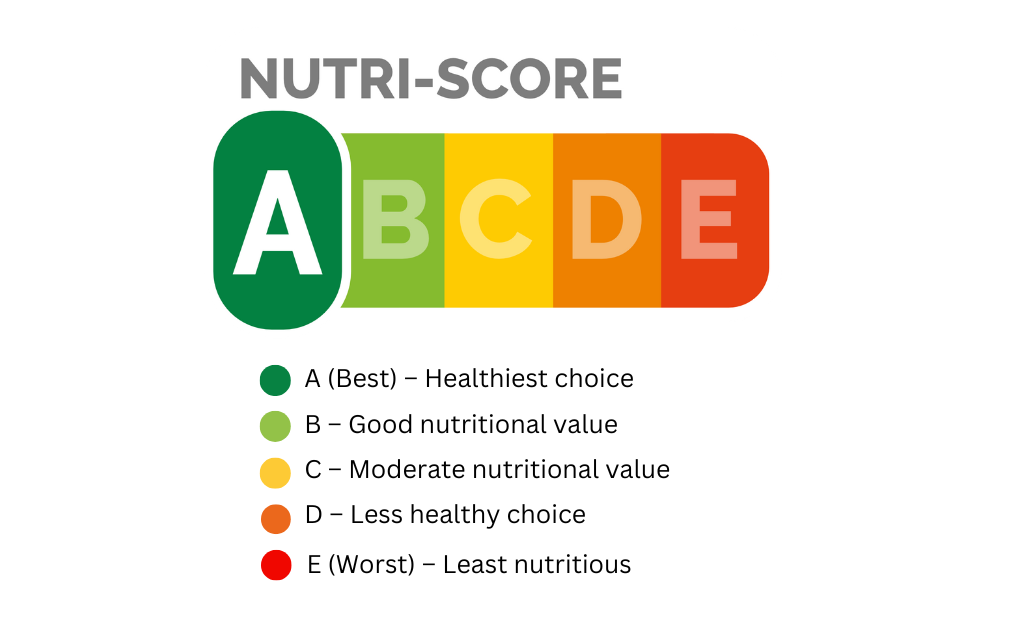 NUTRI-SCORE
A B C D E
A (Best) – Healthiest choice
B – Good nutritional value
C – Moderate nutritional value
D – Less healthy choice
E (Worst) – Least nutritious